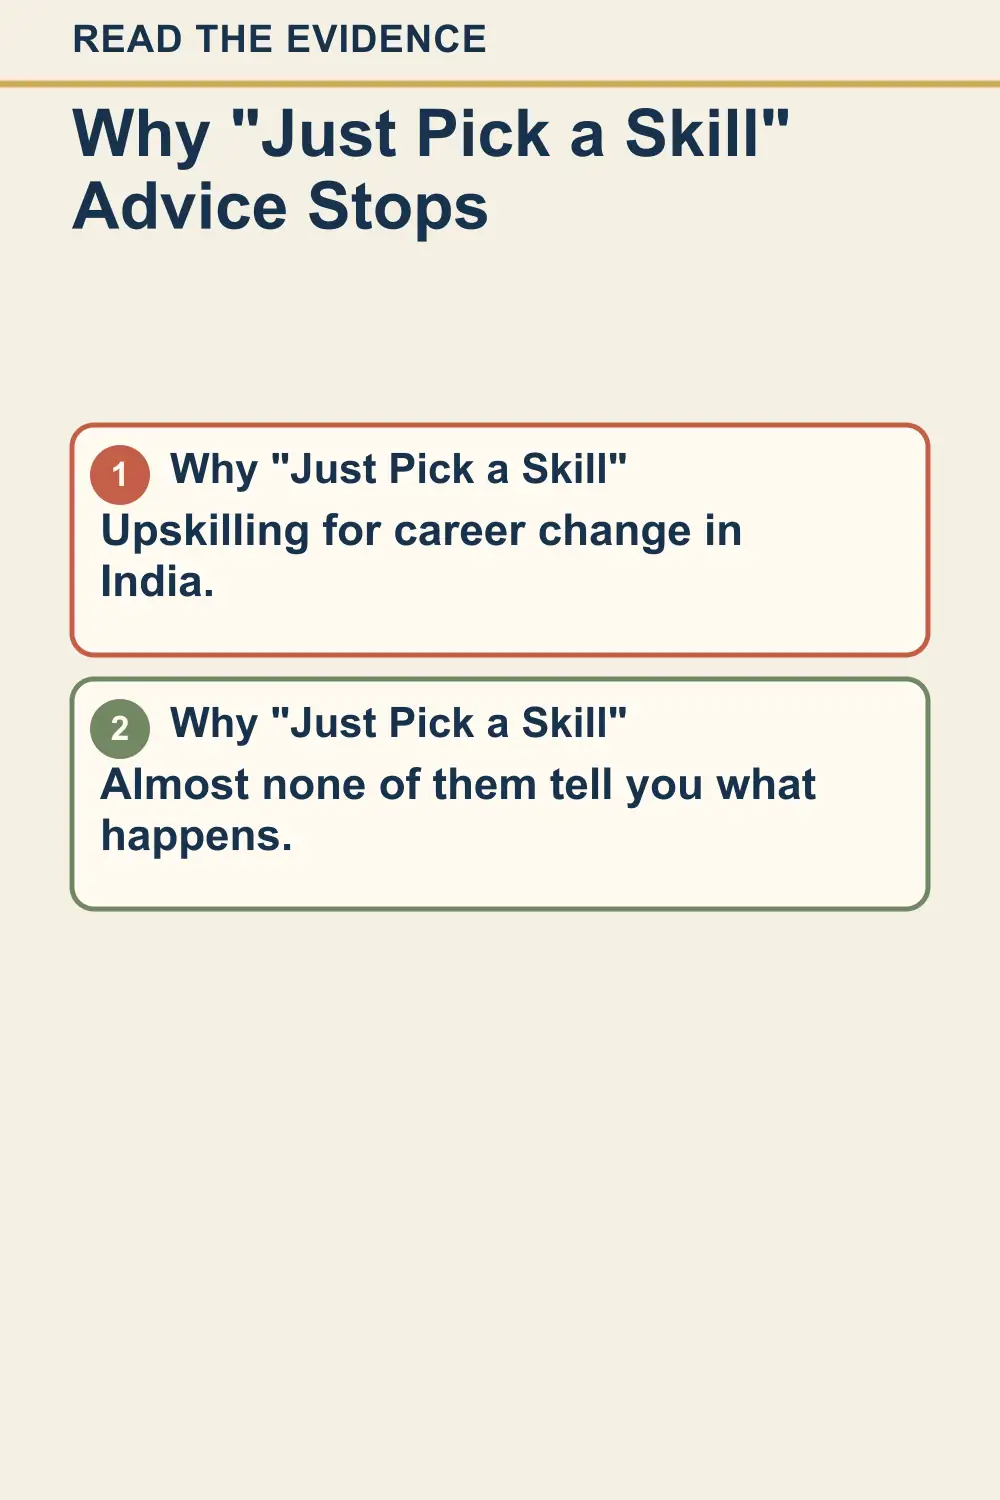 READ THE EVIDENCE
Why "Just Pick a Skill"
Advice Stops
1 Why "Just Pick a Skill"
Upskilling for career change in
India.
2 Why "Just Pick a Skill"
Almost none of them tell you what
happens.